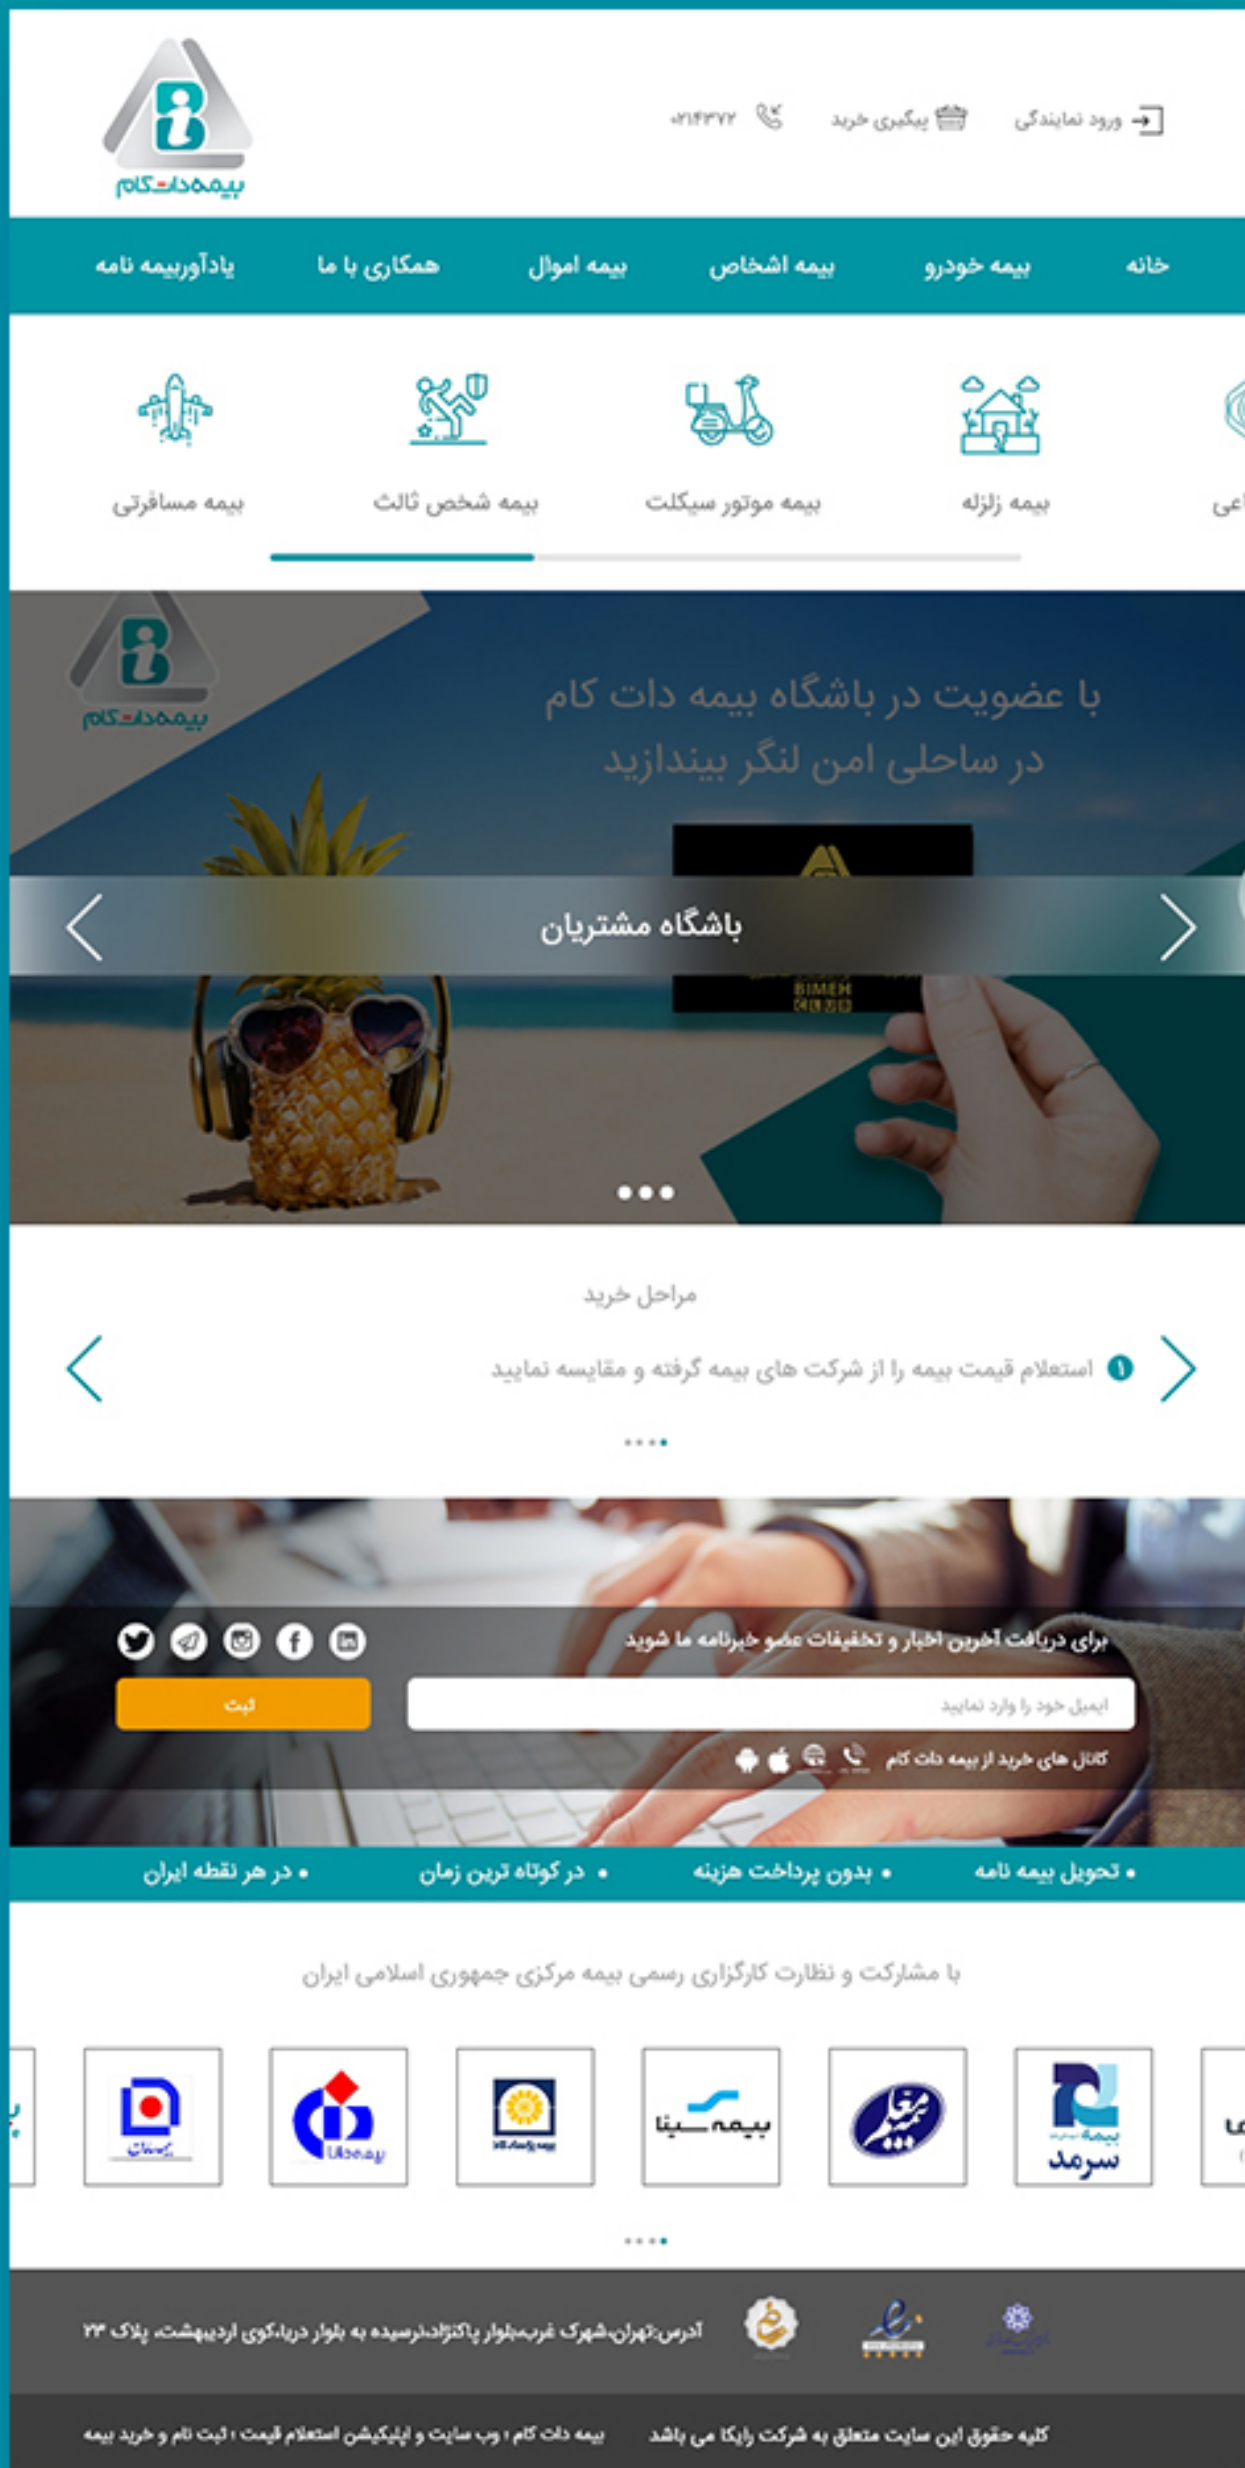 ورود نمایندگی
پیگیری خرید
۰۲۱۴۳۷۲
بیمه‌دات‌کام
خانه
بیمه خودرو
بیمه اشخاص
بیمه اموال
همکاری با ما
یادآوربیمه نامه
بیمه زلزله
بیمه موتور سیکلت
بیمه شخص ثالث
بیمه مسافرتی
بیمه‌دات‌کام
با عضویت در باشگاه بیمه دات کام
در ساحلی امن لنگر بیندازید
باشگاه مشتریان
BIMEH
مراحل خرید
۱ استعلام قیمت بیمه را از شرکت های بیمه گرفته و مقایسه نمایید
برای دریافت آخرین اخبار و تخفیفات عضو خبرنامه ما شوید
ایمیل خود را وارد نمایید
ثبت
کانال های خرید از بیمه دات کام
• تحویل بیمه نامه
• بدون پرداخت هزینه
• در کوتاه ترین زمان
• در هر نقطه ایران
با مشارکت و نظارت کارگزاری رسمی بیمه مرکزی جمهوری اسلامی ایران
بیمه
سرمد
بیمه سینا
آدرس:تهران،شهرک غرب،بلوار پاکنژاد،نرسیده به بلوار دریا،کوی اردیبهشت، پلاک ۲۳
کلیه حقوق این سایت متعلق به شرکت رایکا می باشد
بیمه دات کام ؛ وب سایت و اپلیکیشن استعلام قیمت ؛ ثبت نام و خرید بیمه